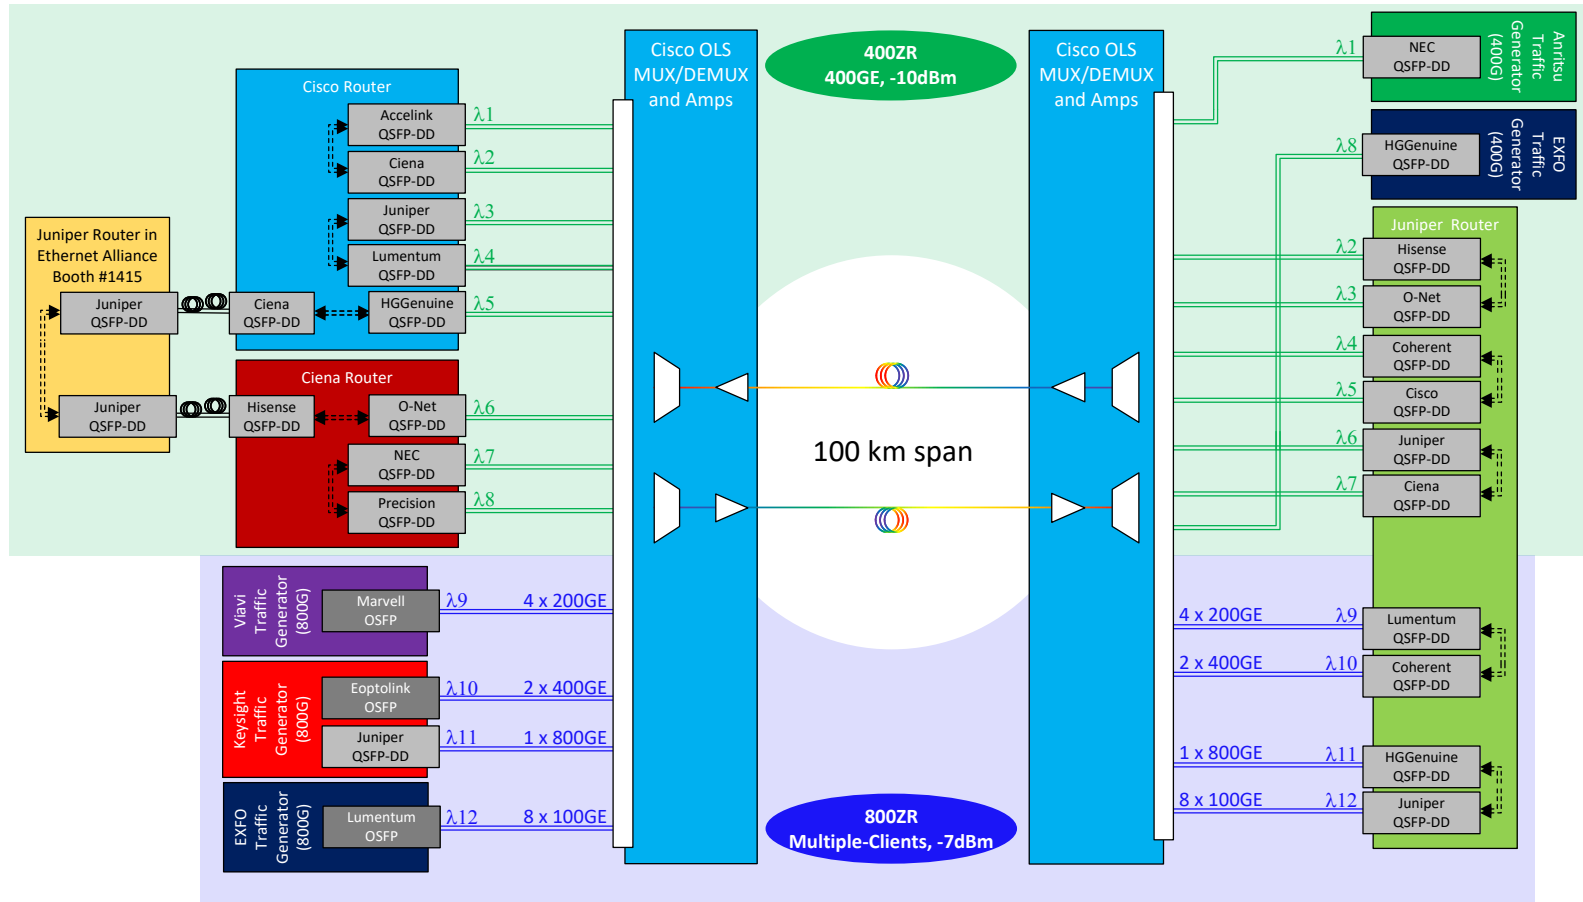 Cisco Router
Accelink
QSFP-DD
λ1
Ciena
QSFP-DD
λ2
Juniper
QSFP-DD
λ3
Lumentum
QSFP-DD
λ4
Ciena
QSFP-DD
HGGenuine
QSFP-DD
λ5
Juniper Router in
Ethernet Alliance
Booth #1415
Juniper
QSFP-DD
Juniper
QSFP-DD
Ciena Router
Hisense
QSFP-DD
O-Net
QSFP-DD
λ6
NEC
QSFP-DD
λ7
Precision
QSFP-DD
λ8
Viavi
Traffic
Generator
(800G)
Marvell
OSFP
λ9
4 x 200GE
Keysight
Traffic
Generator
(800G)
Eoptolink
OSFP
λ10
2 x 400GE
Juniper
QSFP-DD
λ11
1 x 800GE
EXFO
Traffic
Generator
(800G)
Lumentum
OSFP
λ12
8 x 100GE
Cisco OLS
MUX/DEMUX
and Amps
400ZR
400GE, -10dBm
100 km span
800ZR
Multiple-Clients, -7dBm
Cisco OLS
MUX/DEMUX
and Amps
λ1
NEC
QSFP-DD
Anritsu
Traffic
Generator
(400G)
λ8
HGGenuine
QSFP-DD
EXFO
Traffic
Generator
(400G)
Juniper Router
λ2
Hisense
QSFP-DD
λ3
O-Net
QSFP-DD
λ4
Coherent
QSFP-DD
λ5
Cisco
QSFP-DD
λ6
Juniper
QSFP-DD
λ7
Ciena
QSFP-DD
4 x 200GE
λ9
Lumentum
QSFP-DD
2 x 400GE
λ10
Coherent
QSFP-DD
1 x 800GE
λ11
HGGenuine
QSFP-DD
8 x 100GE
λ12
Juniper
QSFP-DD